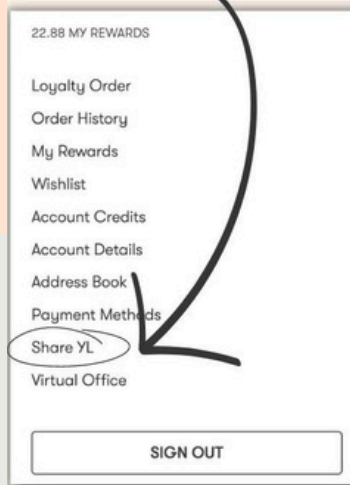 22.88 MY REWARDS
Loyalty Order
Order History
My Rewards
Wishlist
Account Credits
Account Details
Address Book
Payment Methods
Share YL
Virtual Office
SIGN OUT